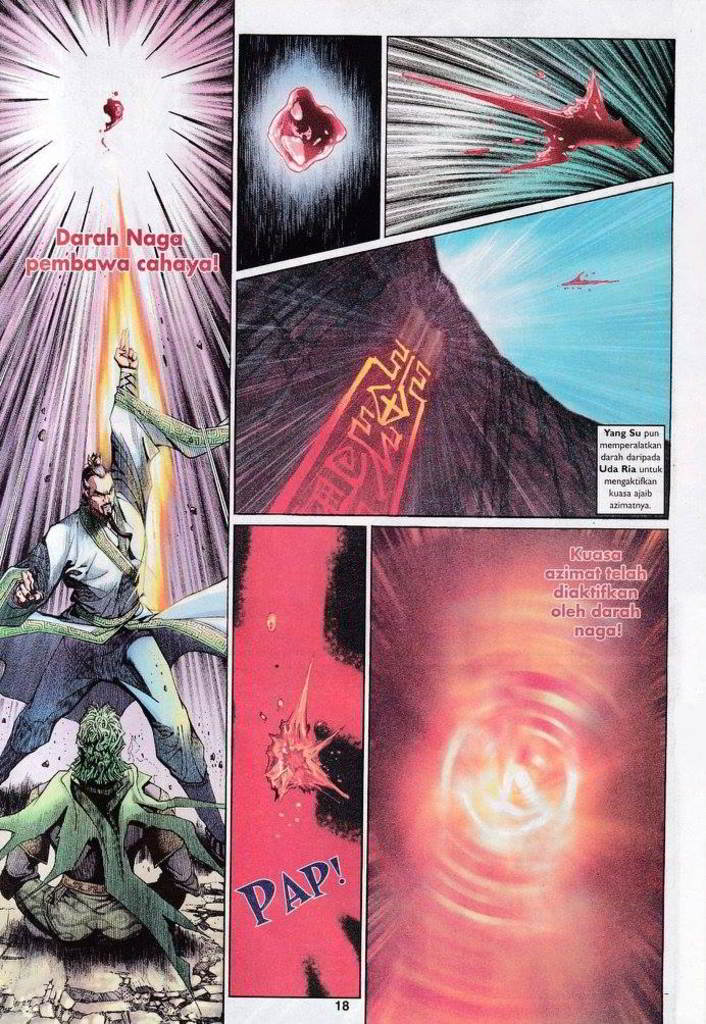 Darah Naga
pembawa cahaya!
Yang Su pun
memperalatkan
darah daripada
Uda Ria untuk
mengaktifkan
kuasa ajaib
azimatnya.
PAP!
Kuasa
azimat telah
diaktifkan
oleh darah
naga!
18